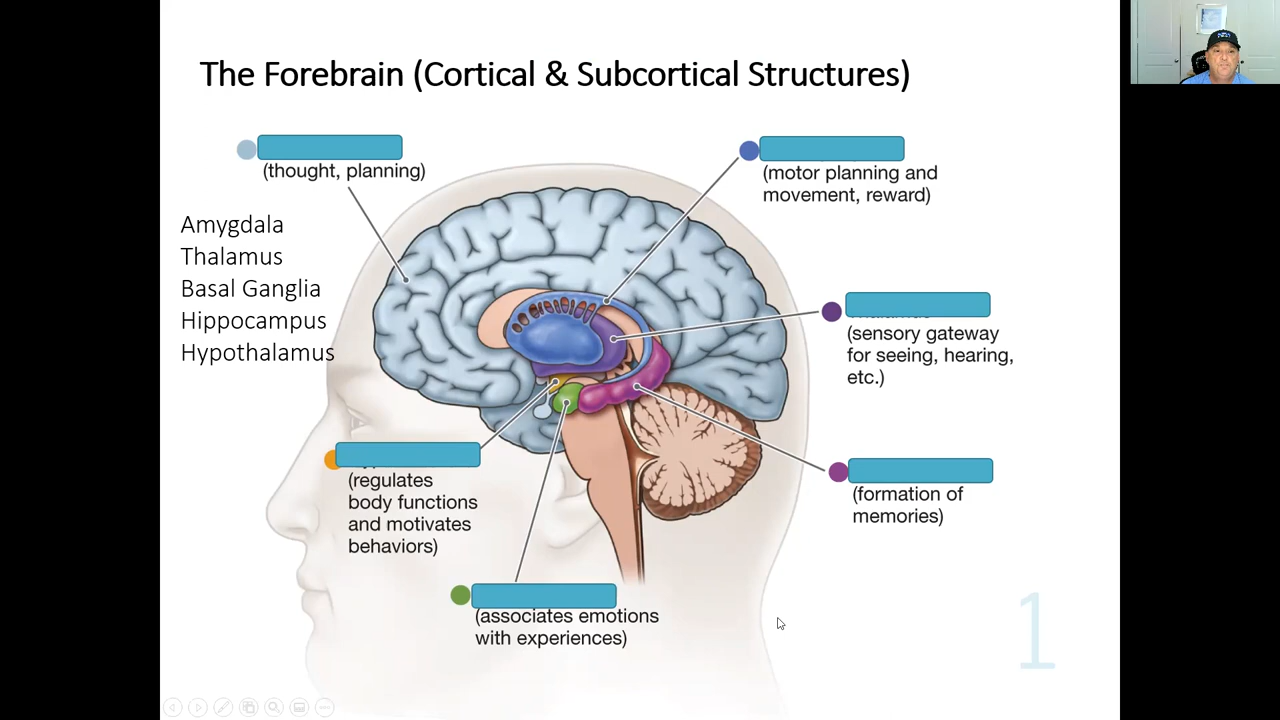 The Forebrain (Cortical & Subcortical Structures)
(thought, planning)
(motor planning and
movement, reward)
Amygdala
Thalamus
Basal Ganglia
Hippocampus
Hypothalamus
(sensory gateway
for seeing, hearing,
etc.)
(regulates
body functions
and motivates
behaviors)
(formation of
memories)
(associates emotions
with experiences)
1